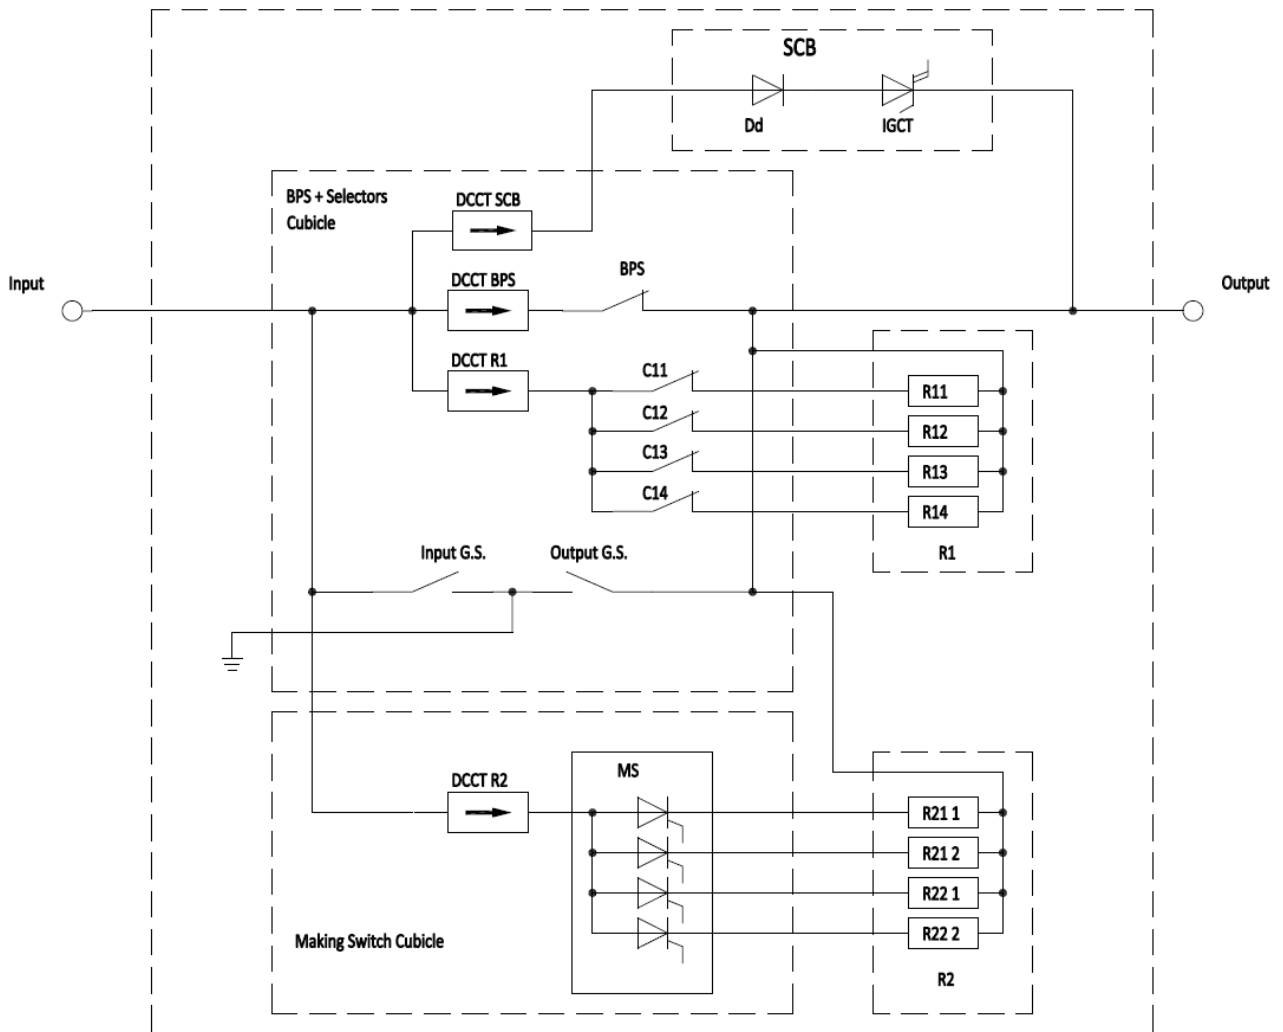 SCB
Dd
IGCT
BPS + Selectors
Cubicle
DCCT SCB
Input
DCCT BPS
BPS
Output
DCCT R1
C11
R11
C12
R12
C13
R13
C14
R14
Input G.S.
Output G.S.
R1
DCCT R2
MS
R21 1
R21 2
R22 1
R22 2
Making Switch Cubicle
R2